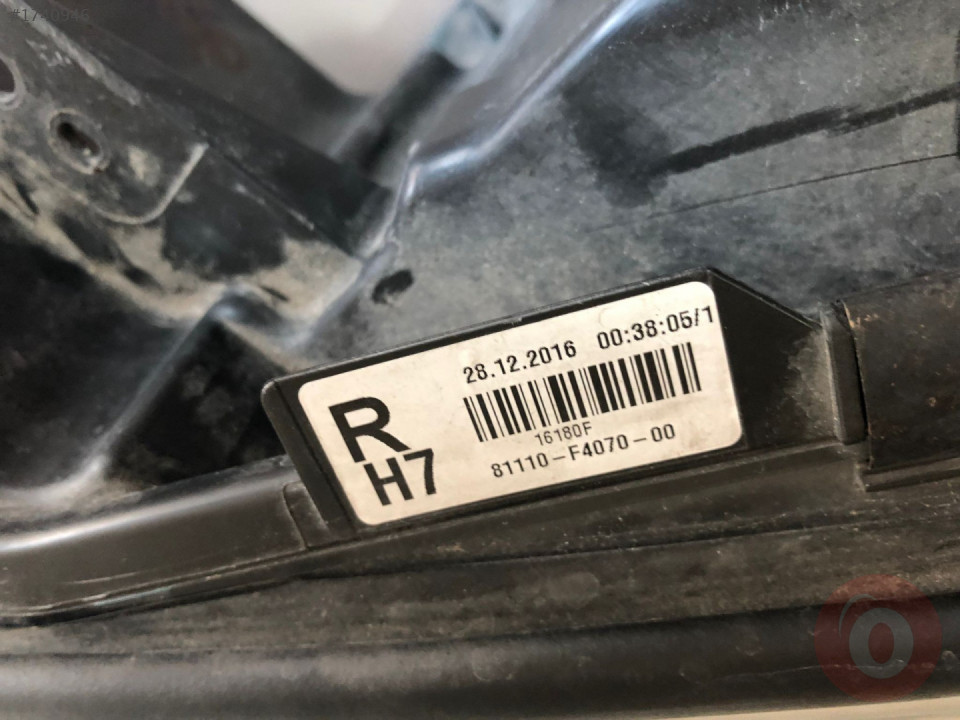 28.12.2016 00:38:05/1
R
H7
16180F
81110-F4070-00
O